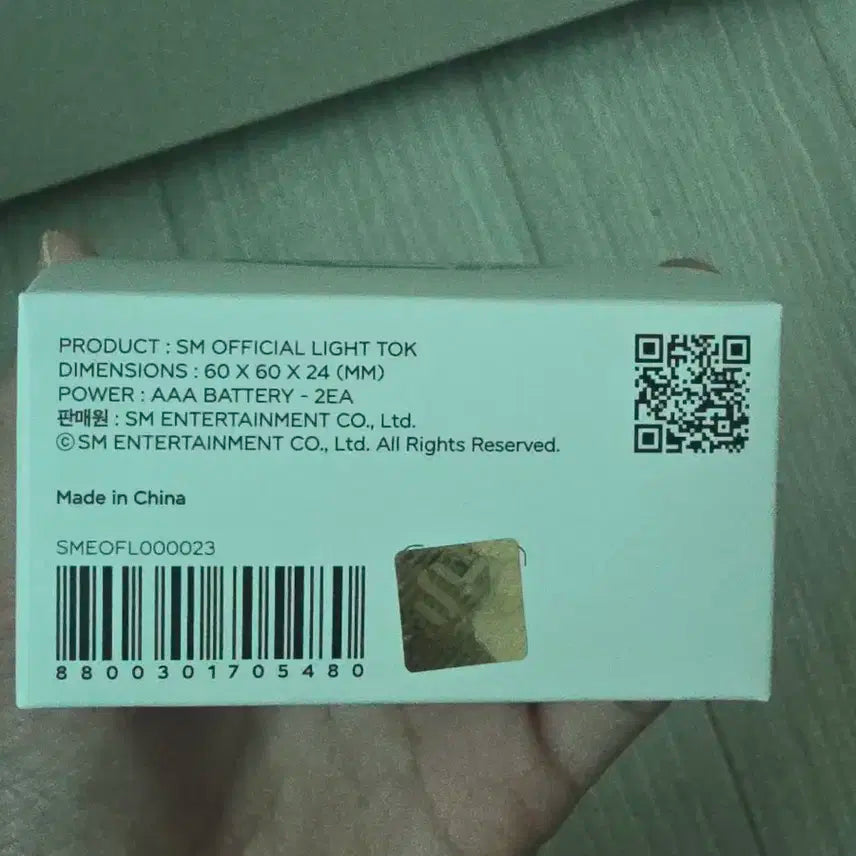 PRODUCT : SM OFFICIAL LIGHT TOK
DIMENSIONS : 60 X 60 X 24 (MM)
POWER : AAA BATTERY - 2EA
판매원 : SM ENTERTAINMENT CO., Ltd.
©SM ENTERTAINMENT CO., Ltd. All Rights Reserved.
Made in China
SMEOFL000023
8800301705480